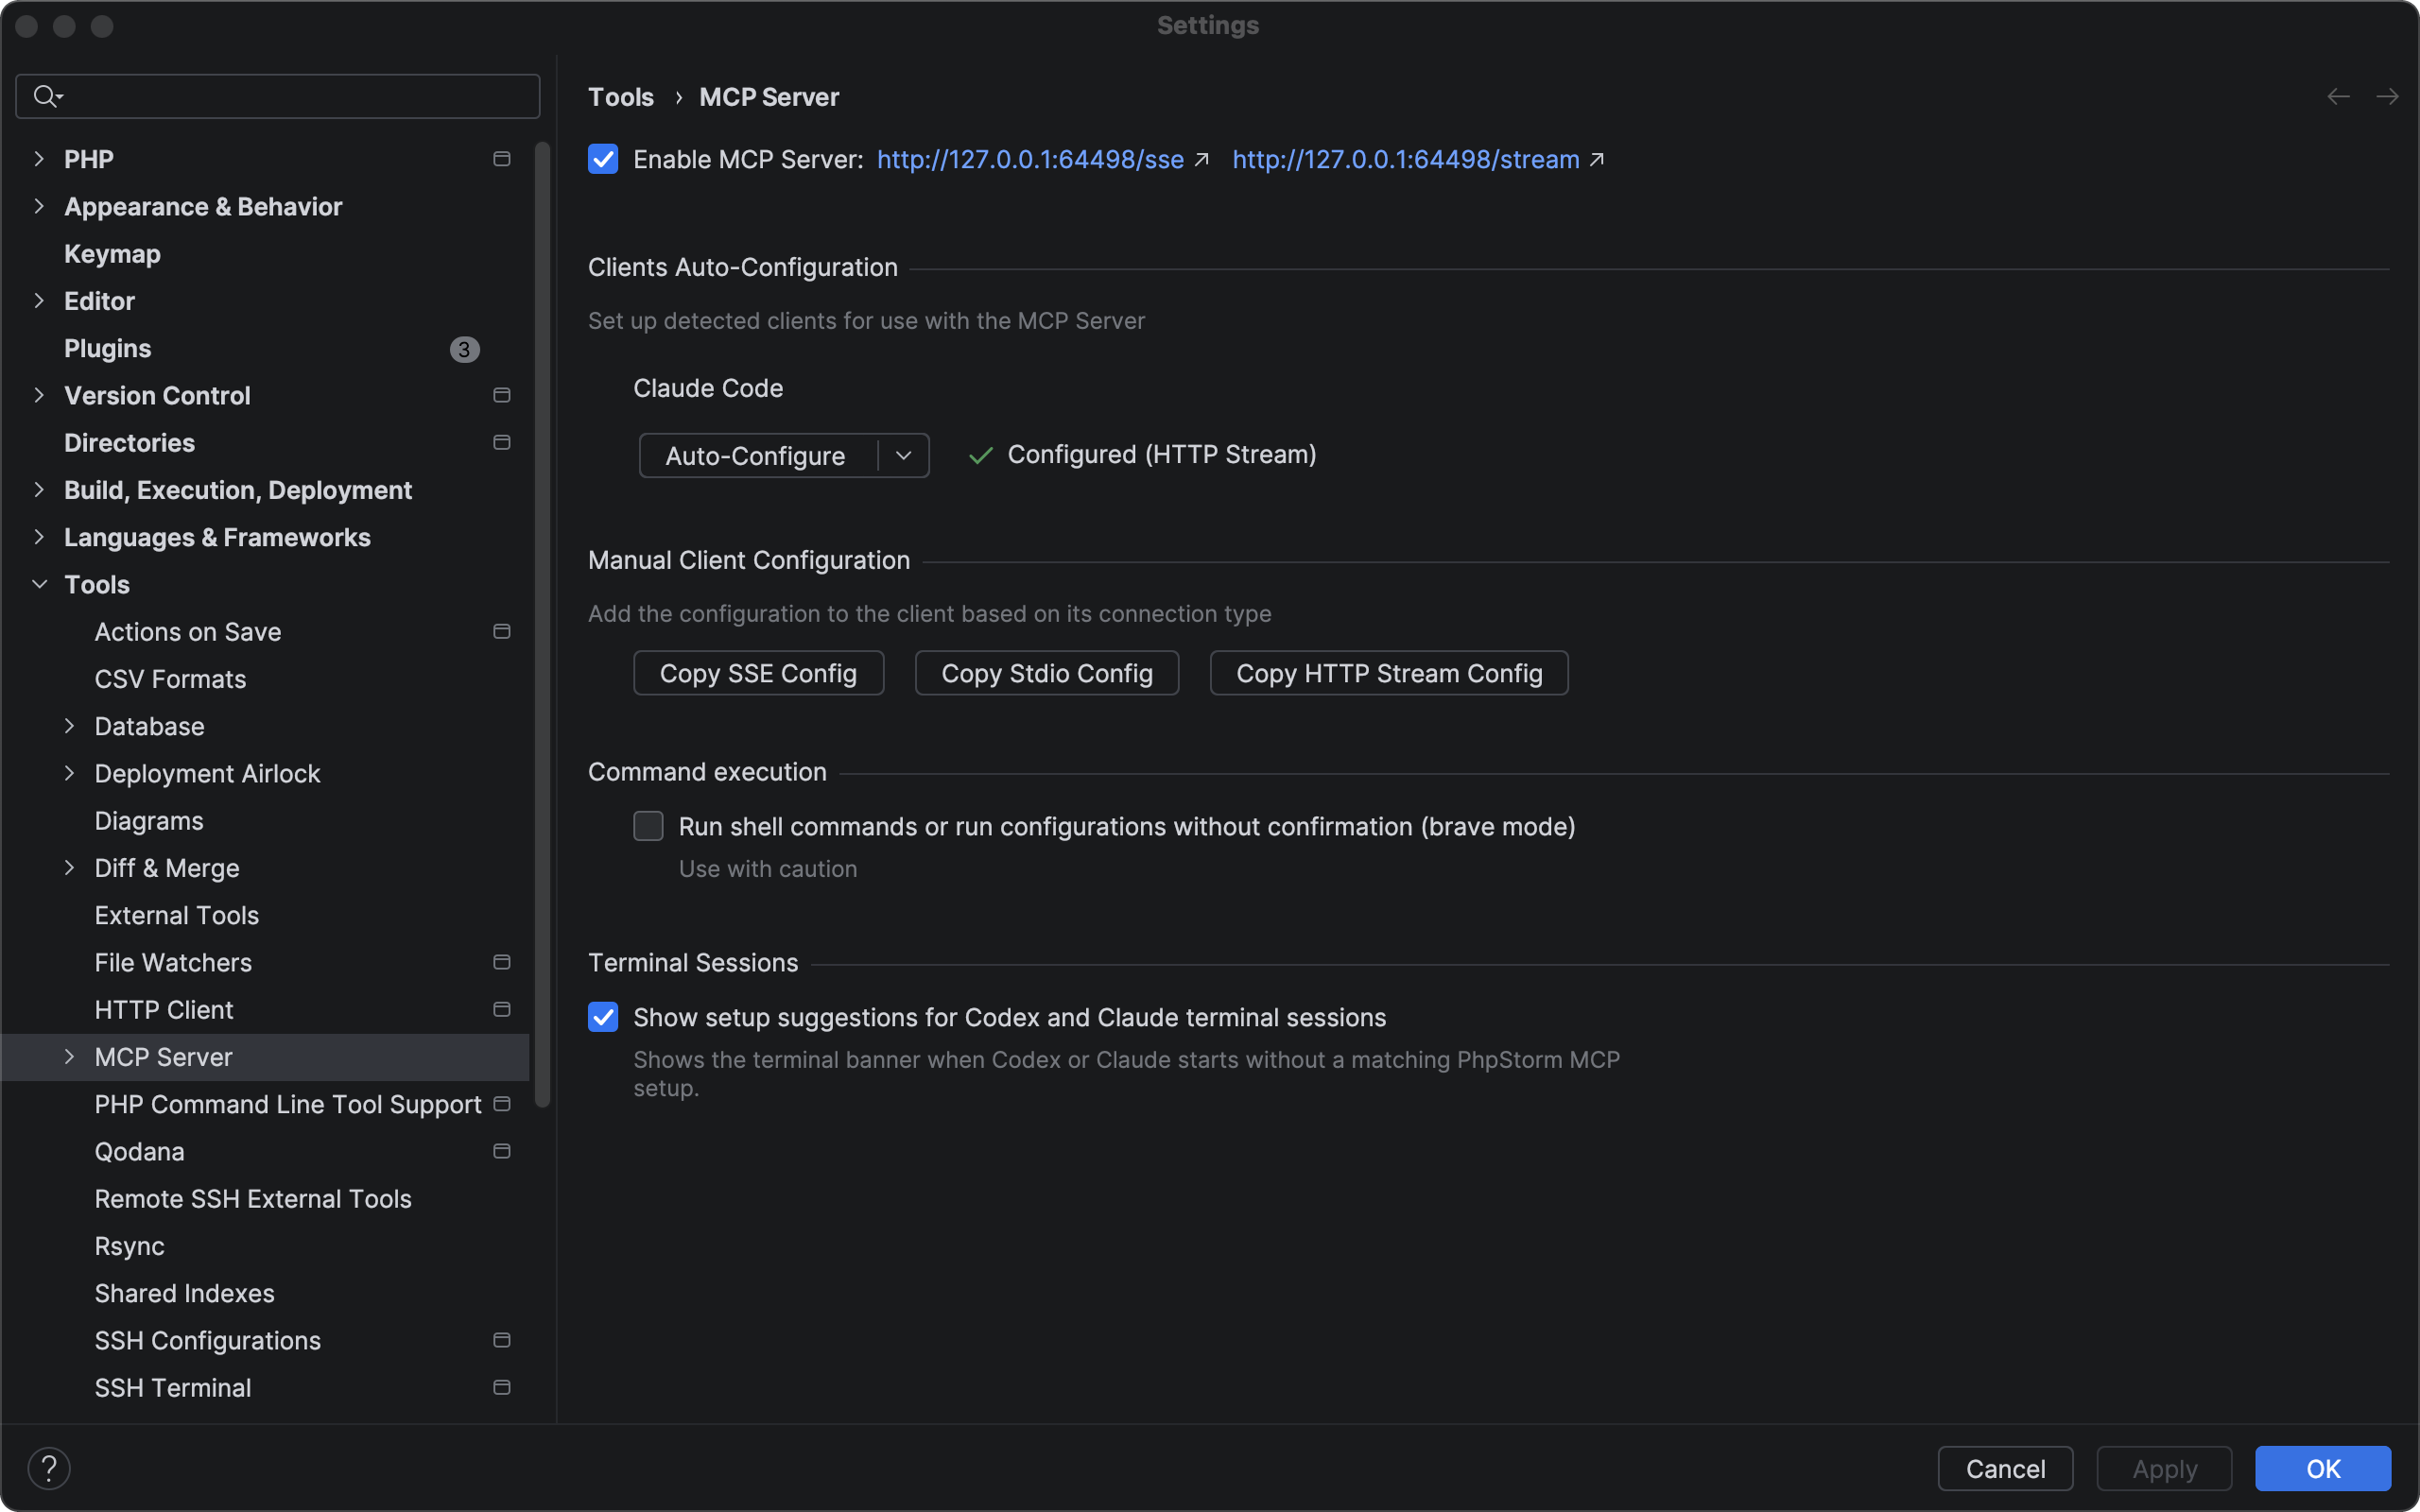 Settings
PHP
Appearance & Behavior
Keymap
Editor
Plugins
3
Version Control
Directories
Build, Execution, Deployment
Languages & Frameworks
Tools
Actions on Save
CSV Formats
Database
Deployment Airlock
Diagrams
Diff & Merge
External Tools
File Watchers
HTTP Client
MCP Server
PHP Command Line Tool Support
Qodana
Remote SSH External Tools
Rsync
Shared Indexes
SSH Configurations
SSH Terminal
Tools › MCP Server
Enable MCP Server: http://127.0.0.1:64498/sse ↗ http://127.0.0.1:64498/stream ↗
Clients Auto-Configuration
Set up detected clients for use with the MCP Server
Claude Code
Auto-Configure
Configured (HTTP Stream)
Manual Client Configuration
Add the configuration to the client based on its connection type
Copy SSE Config
Copy Stdio Config
Copy HTTP Stream Config
Command execution
Run shell commands or run configurations without confirmation (brave mode)
Use with caution
Terminal Sessions
Show setup suggestions for Codex and Claude terminal sessions
Shows the terminal banner when Codex or Claude starts without a matching PhpStorm MCP
setup.
?
Cancel
Apply
OK